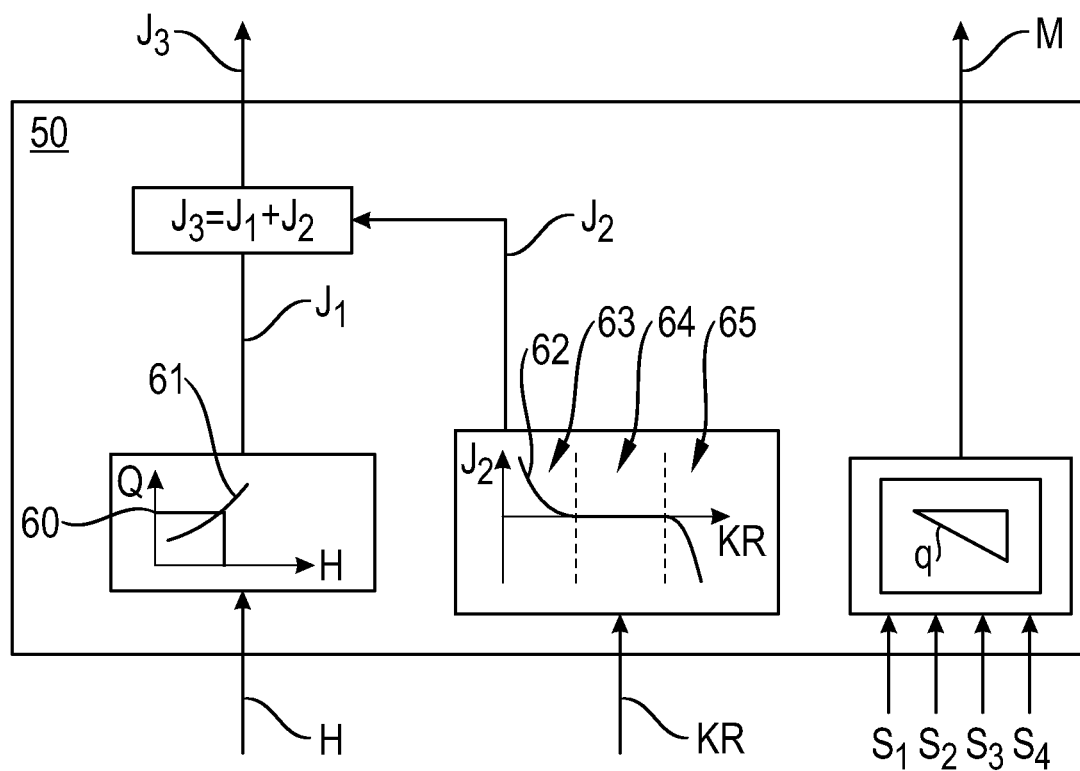 J₃ M
50
J₃=J₁+J₂ J₂
J₁ 63 64 65
62
61
J₂
Q
60
KR
H q
H KR S₁ S₂ S₃ S₄